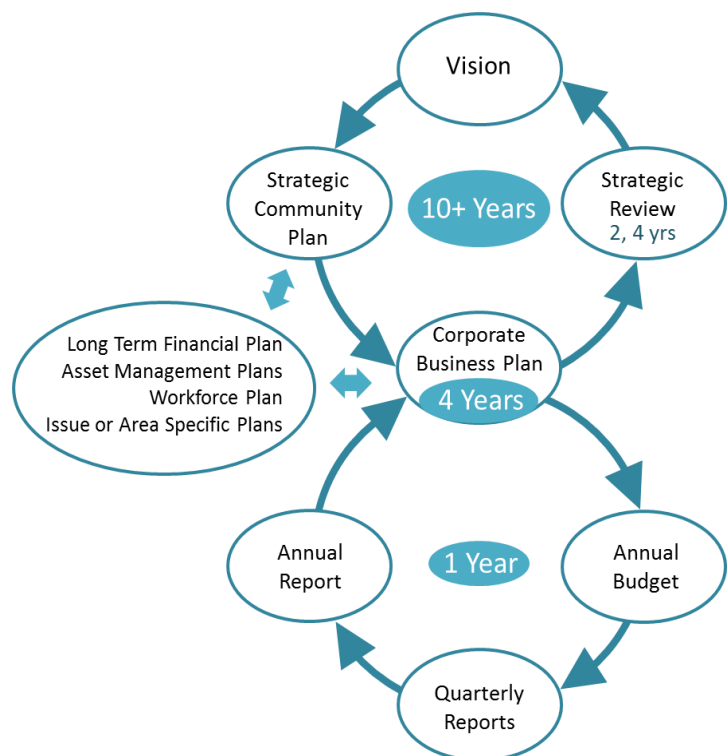 Vision
Strategic
Community
Plan
10+ Years
Strategic
Review
2, 4 yrs
Long Term Financial Plan
Asset Management Plans
Workforce Plan
Issue or Area Specific Plans
Corporate
Business Plan
4 Years
Annual
Report
1 Year
Annual
Budget
Quarterly
Reports